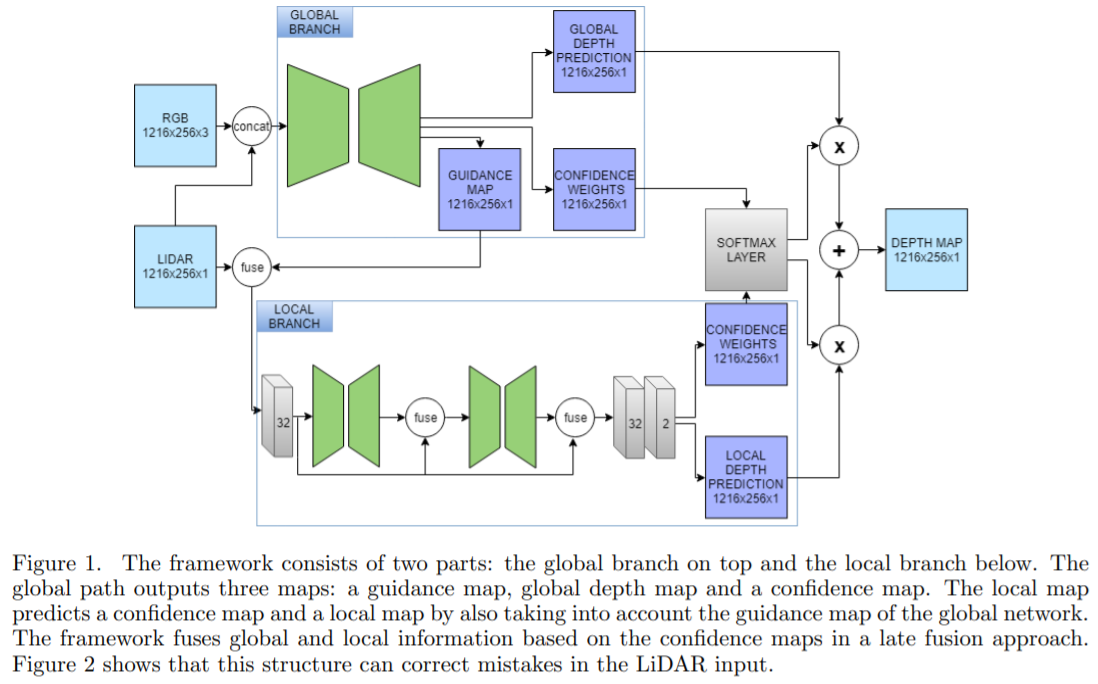 GLOBAL
BRANCH
GLOBAL
DEPTH
PREDICTION
1216x256x1
RGB
1216x256x3
concat
GUIDANCE
MAP
1216x256x1
CONFIDENCE
WEIGHTS
1216x256x1
LIDAR
1216x256x1
fuse
SOFTMAX
LAYER
X
+
DEPTH MAP
1216x256x1
LOCAL
BRANCH
CONFIDENCE
WEIGHTS
1216x256x1
X
32
fuse
fuse
32
2
LOCAL
DEPTH
PREDICTION
1216x256x1
Figure 1. The framework consists of two parts: the global branch on top and the local branch below. The
global path outputs three maps: a guidance map, global depth map and a confidence map. The local map
predicts a confidence map and a local map by also taking into account the guidance map of the global network.
The framework fuses global and local information based on the confidence maps in a late fusion approach.
Figure 2 shows that this structure can correct mistakes in the LiDAR input.